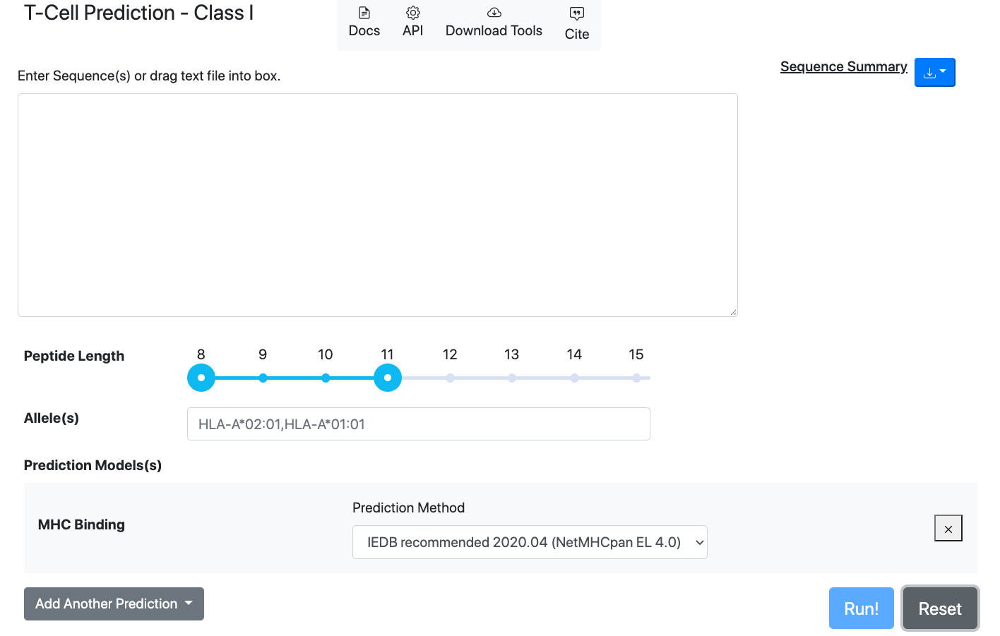 T-Cell Prediction - Class I
Docs
API
Download Tools
Cite
Enter Sequence(s) or drag text file into box.
Sequence Summary
Peptide Length
8 9 10 11 12 13 14 15
Allele(s)
HLA-A*02:01,HLA-A*01:01
Prediction Models(s)
MHC Binding
Prediction Method
IEDB recommended 2020.04 (NetMHCpan EL 4.0)
Add Another Prediction
Run!
Reset